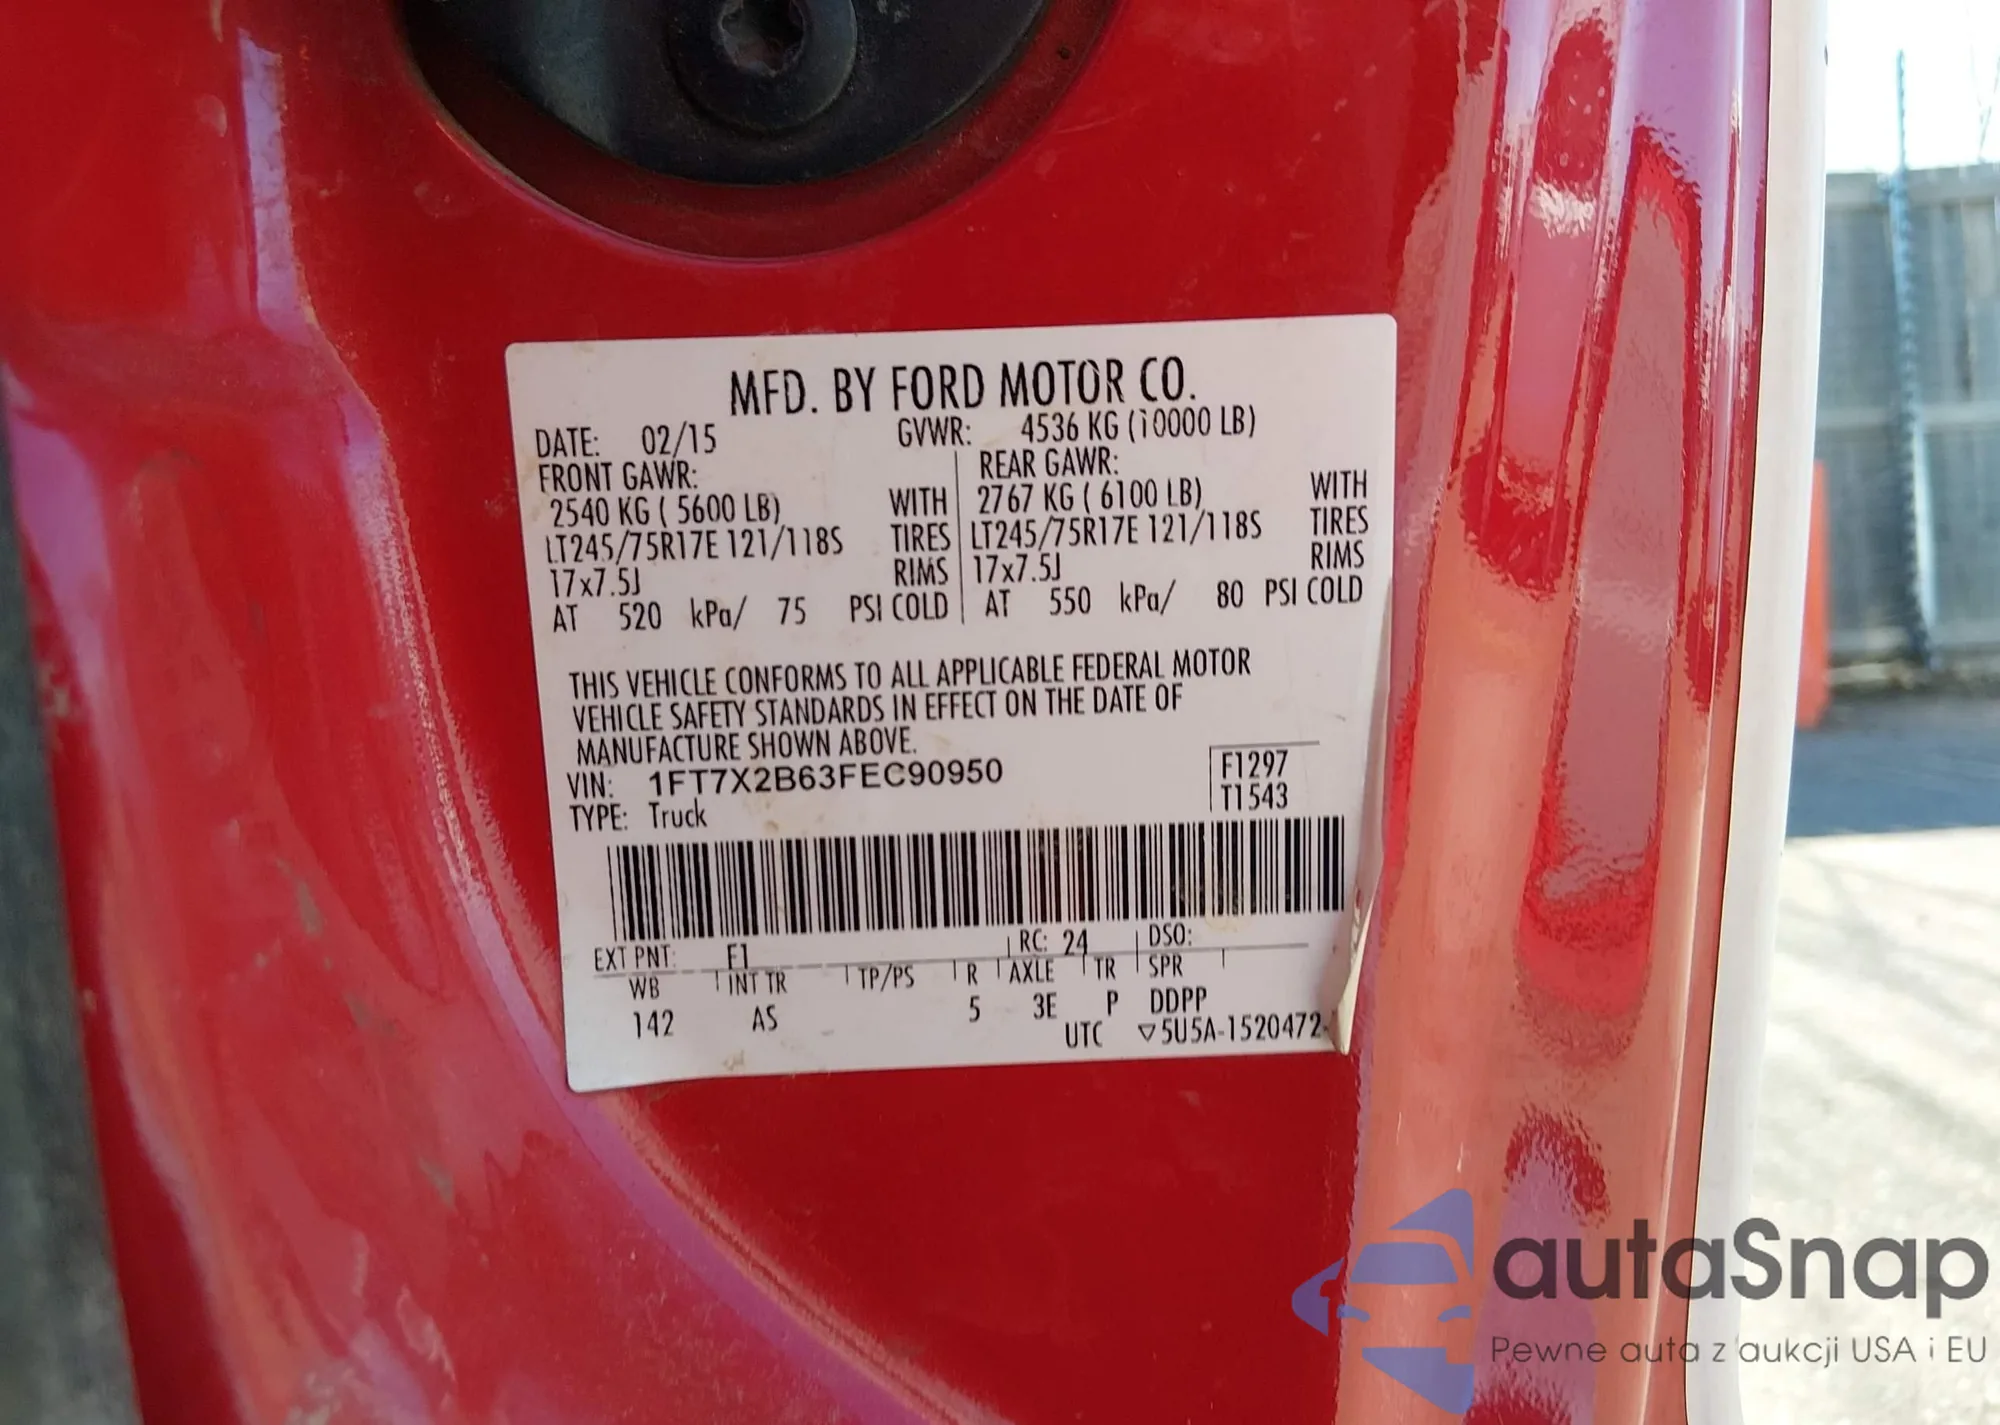 MFD. BY FORD MOTOR CO.
DATE: 02/15 GVWR: 4536 KG (10000 LB)
FRONT GAWR: REAR GAWR:
2540 KG ( 5600 LB) WITH 2767 KG ( 6100 LB) WITH
LT245/75R17E 121/118S TIRES LT245/75R17E 121/118S TIRES
17x7.5J RIMS 17x7.5J RIMS
AT 520 kPa/ 75 PSI COLD AT 550 kPa/ 80 PSI COLD
THIS VEHICLE CONFORMS TO ALL APPLICABLE FEDERAL MOTOR
VEHICLE SAFETY STANDARDS IN EFFECT ON THE DATE OF
MANUFACTURE SHOWN ABOVE.
VIN: 1FT7X2B63FEC90950 F1297
TYPE: Truck T1543
EXT PNT: F1 RC: 24 DSO:
WB INT TR TP/PS R AXLE TR SPR
142 AS 5 3E P DDPP
UTC ▽5U5A-1520472-
autaSnap
Pewne auta z aukcji USA i EU